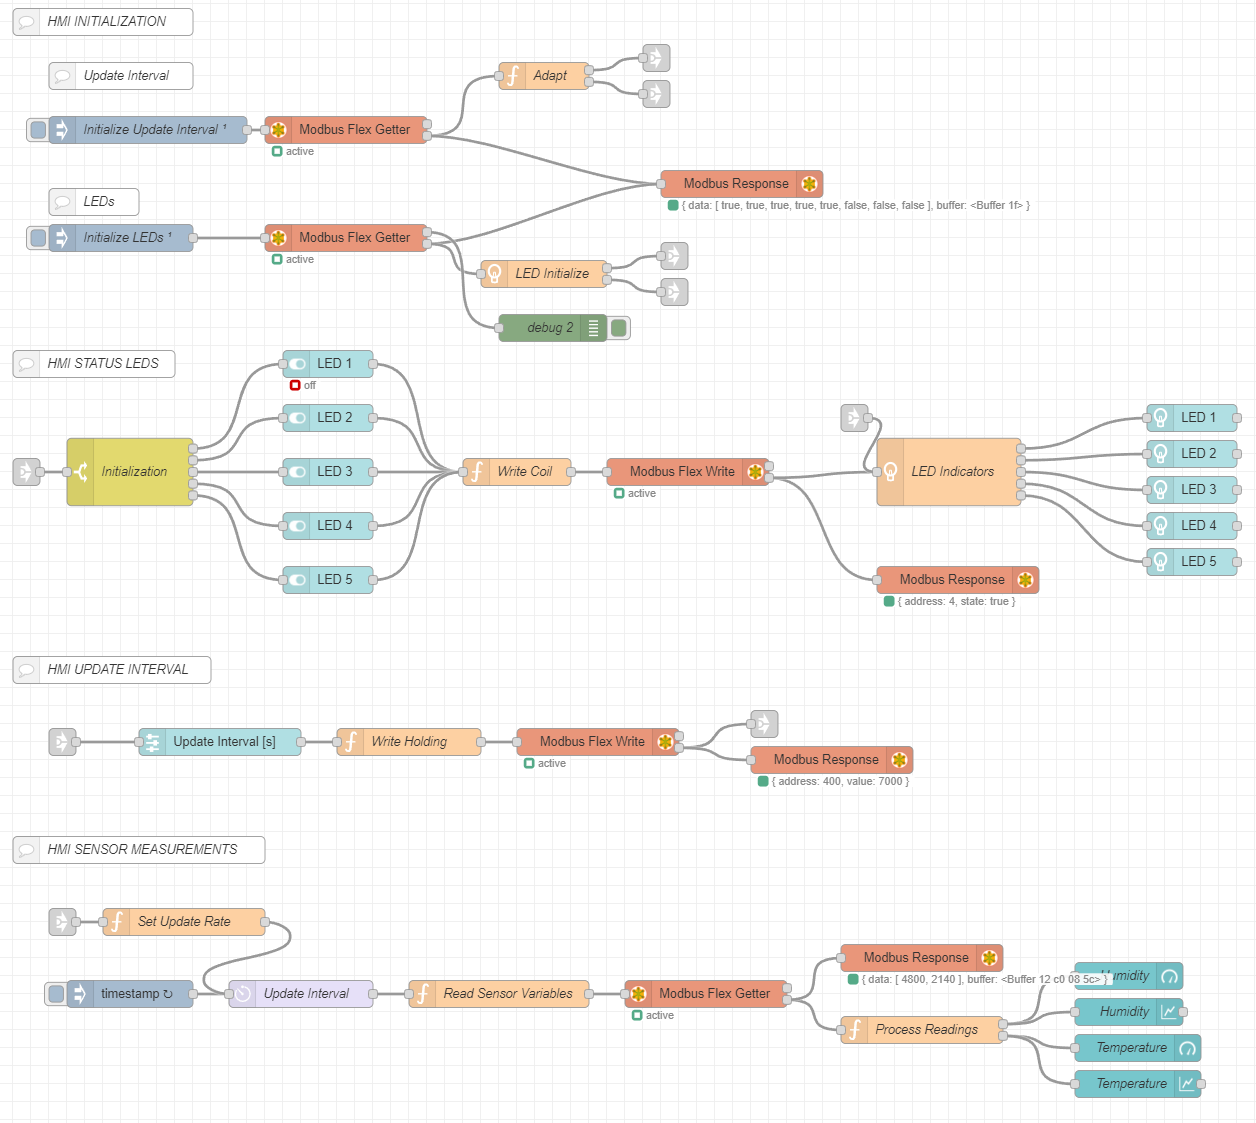 HMI INITIALIZATION
Update Interval
Adapt
Initialize Update Interval ¹
Modbus Flex Getter
active
Modbus Response
{ data: [ true, true, true, true, true, false, false, false ], buffer: <Buffer 1f> }
LEDs
Initialize LEDs ¹
Modbus Flex Getter
active
LED Initialize
debug 2
HMI STATUS LEDS
LED 1
off
LED 2
LED 3
LED 4
LED 5
Initialization
Write Coil
Modbus Flex Write
active
LED Indicators
LED 1
LED 2
LED 3
LED 4
LED 5
Modbus Response
{ address: 4, state: true }
HMI UPDATE INTERVAL
Update Interval [s]
Write Holding
Modbus Flex Write
active
Modbus Response
{ address: 400, value: 7000 }
HMI SENSOR MEASUREMENTS
Set Update Rate
timestamp ↻
Update Interval
Read Sensor Variables
Modbus Flex Getter
active
Modbus Response
{ data: [ 4800, 2140 ], buffer: <Buffer 12 c0 08 5c> }
Humidity
Process Readings
Humidity
Temperature
Temperature